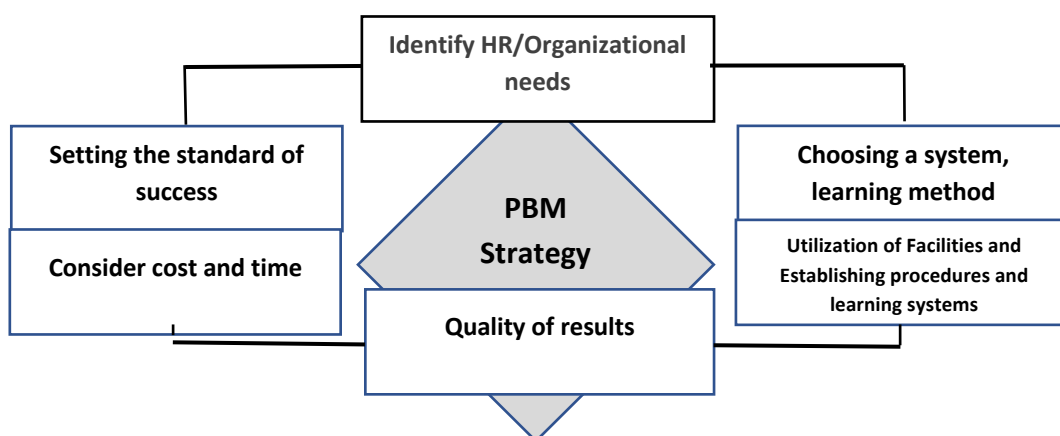 Identify HR/Organizational
needs
Setting the standard of
success
Consider cost and time
PBM
Strategy
Quality of results
Choosing a system,
learning method
Utilization of Facilities and
Establishing procedures and
learning systems